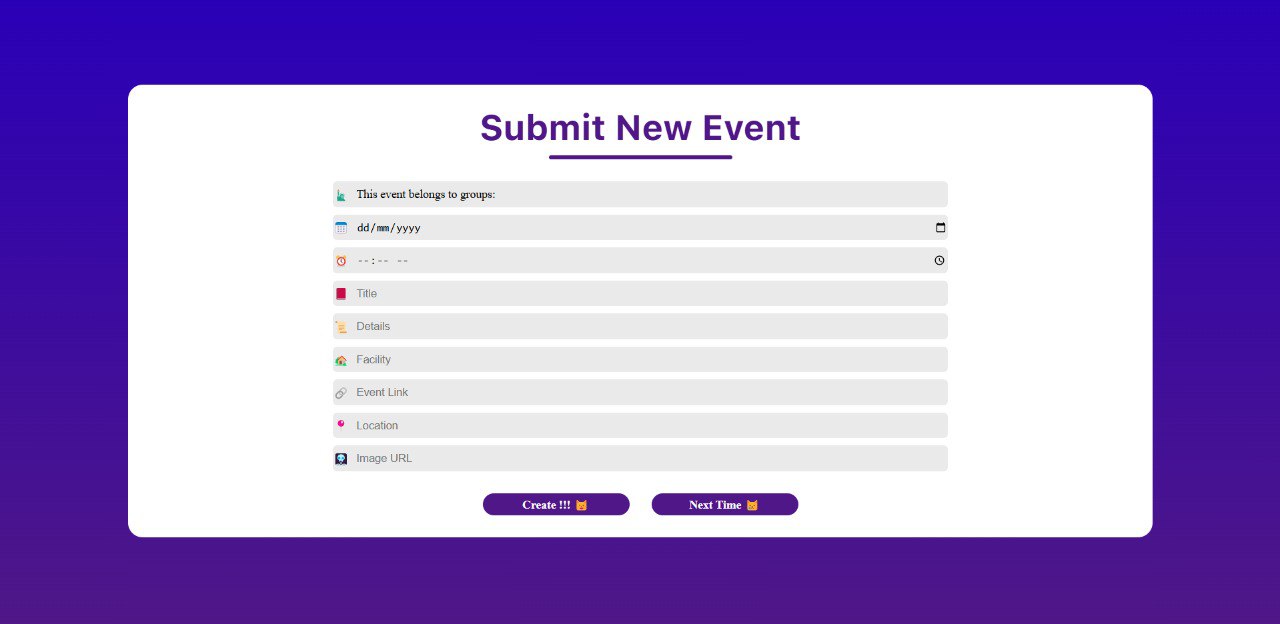 Submit New Event
This event belongs to groups:
dd/mm/yyyy
--:-- --
Title
Details
Facility
Event Link
Location
Image URL
Create !!! Next Time